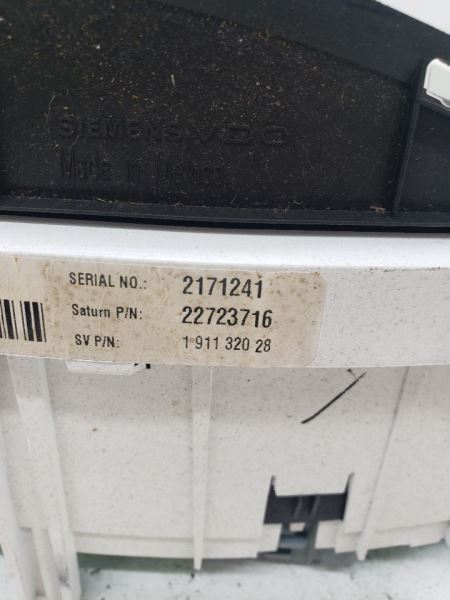 SIEMENS VDO
Made in Mexico
SERIAL NO.: 2171241
Saturn P/N: 22723716
SV P/N: 1 911 320 28